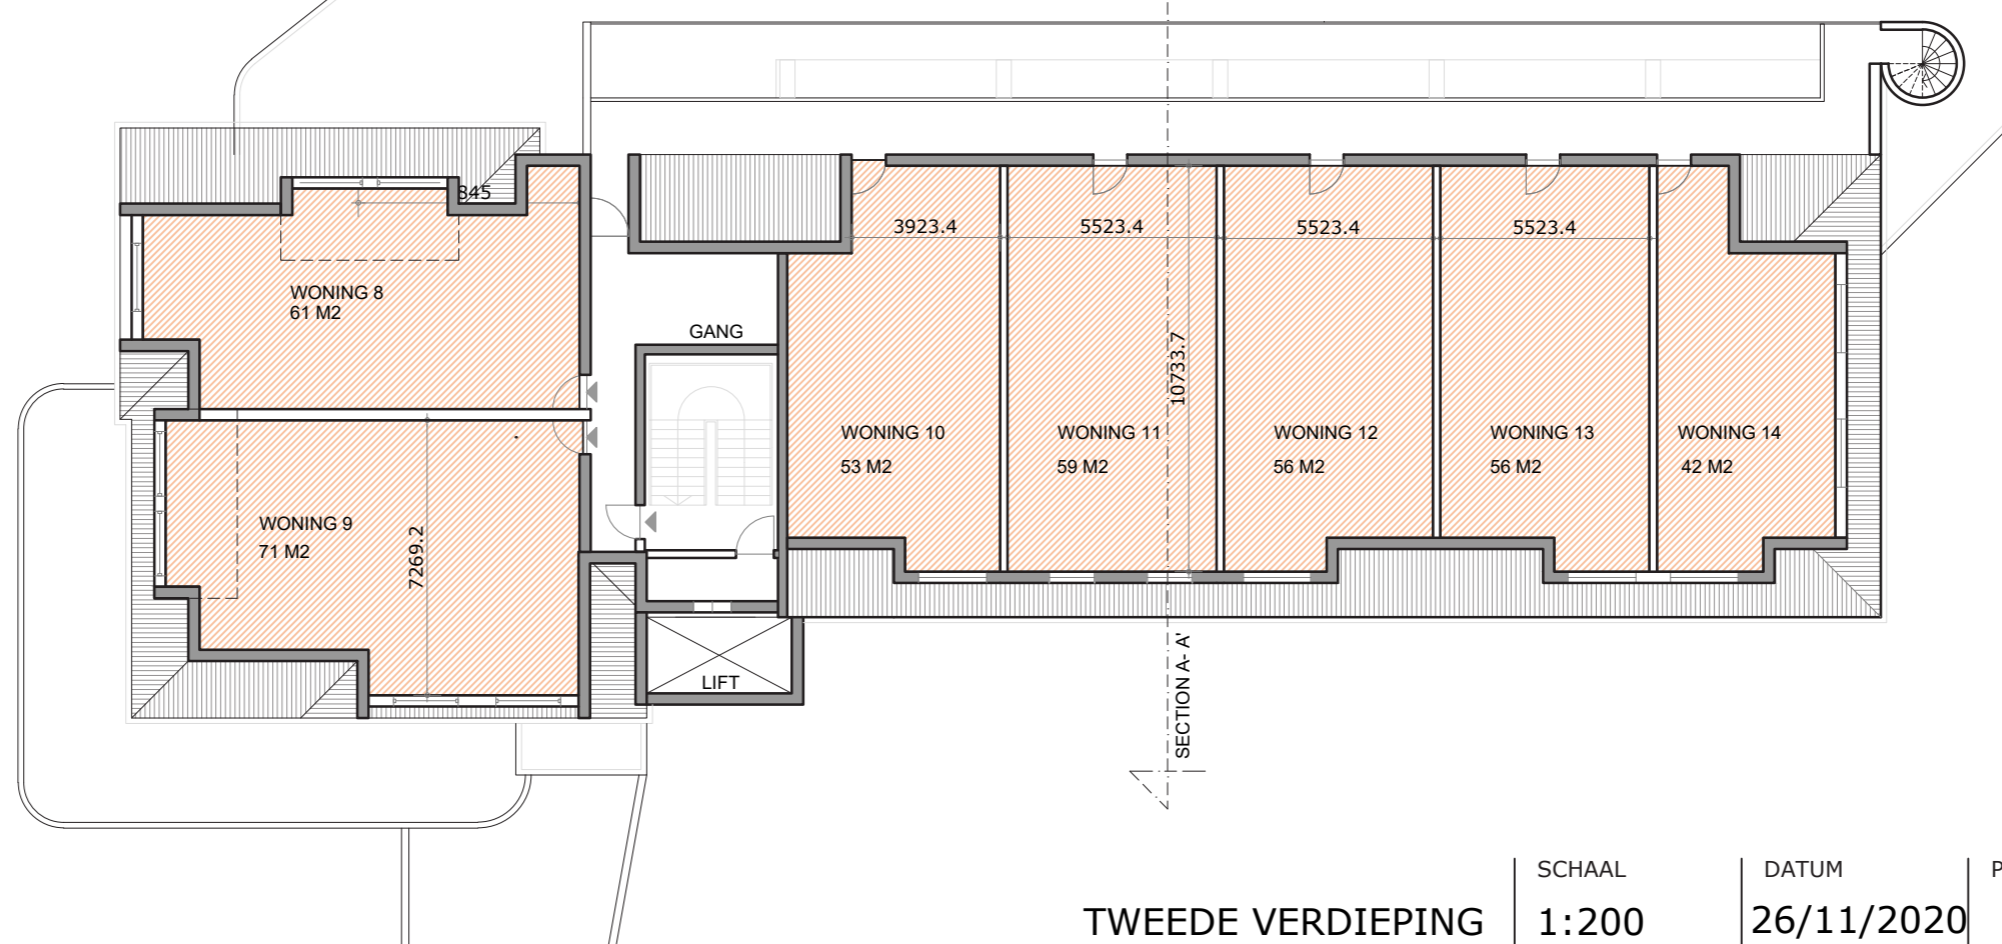 845
3923.4
5523.4
5523.4
5523.4
WONING 8
61 M2
GANG
10733.7
WONING 10
53 M2
WONING 11
59 M2
WONING 12
56 M2
WONING 13
56 M2
WONING 14
42 M2
WONING 9
71 M2
7269.2
LIFT
SECTION A- A'
TWEEDE VERDIEPING
SCHAAL
1:200
DATUM
26/11/2020
P